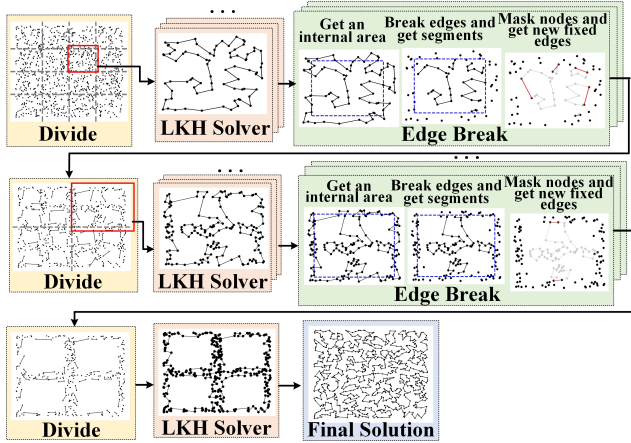 Divide
LKH Solver
Get an
internal area
Break edges and
get segments
Mask nodes and
get new fixed
edges
Edge Break
Divide
LKH Solver
Get an
internal area
Break edges and
get segments
Mask nodes and
get new fixed
edges
Edge Break
Divide
LKH Solver
Final Solution